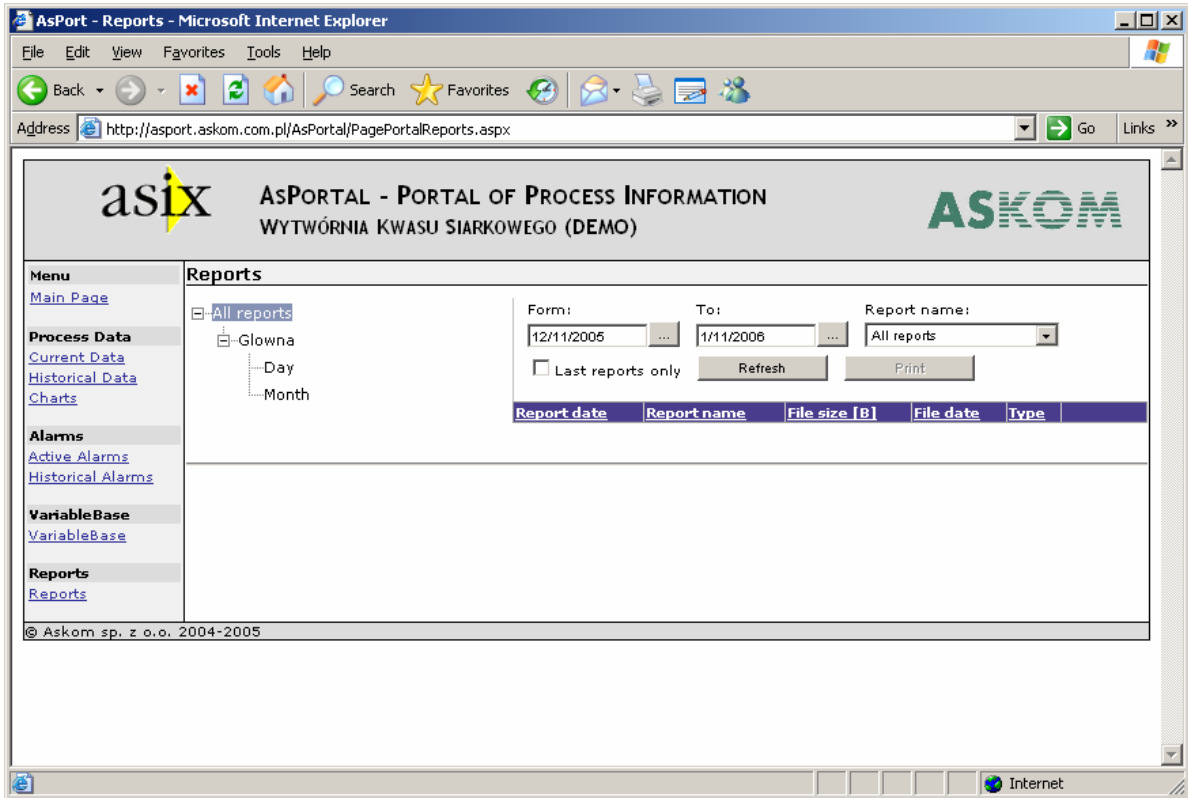 AsPort - Reports - Microsoft Internet Explorer
File Edit View Favorites Tools Help
Back Search Favorites
Address http://asport.askom.com.pl/AsPortal/PagePortalReports.aspx Go Links »
asix
ASPORTAL - PORTAL OF PROCESS INFORMATION
WYTWÓRNIA KWASU SIARKOWEGO (DEMO)
ASKOM
Menu
Main Page
Process Data
Current Data
Historical Data
Charts
Alarms
Active Alarms
Historical Alarms
VariableBase
VariableBase
Reports
Reports
Reports
All reports
Glowna
Day
Month
Form: To: Report name:
12/11/2005 ... 1/11/2006 ... All reports
Last reports only Refresh Print
Report date Report name File size [B] File date Type
© Askom sp. z o.o. 2004-2005
Internet